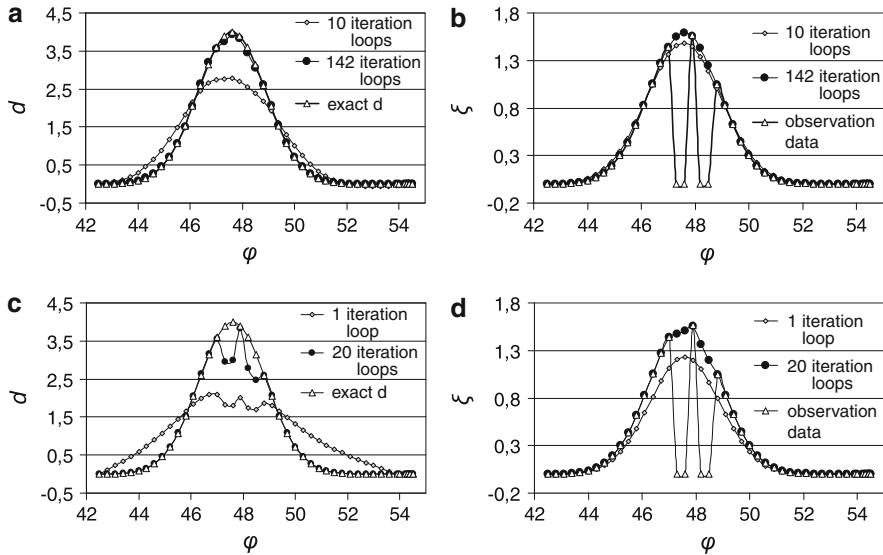 a
4,5
3,5
2,5
1,5
0,5
-0,5
d
42 44 46 48 50 52 54
φ
10 iteration
loops
142 iteration
loops
exact d
b
1,8
1,3
0,8
0,3
-0,2
ξ
42 44 46 48 50 52 54
φ
10 iteration
loops
142 iteration
loops
observation
data
c
4,5
3,5
2,5
1,5
0,5
-0,5
d
42 44 46 48 50 52 54
φ
1 iteration
loop
20 iteration
loops
exact d
d
1,8
1,3
0,8
0,3
-0,2
ξ
42 44 46 48 50 52 54
φ
1 iteration
loop
20 iteration
loops
observation
data